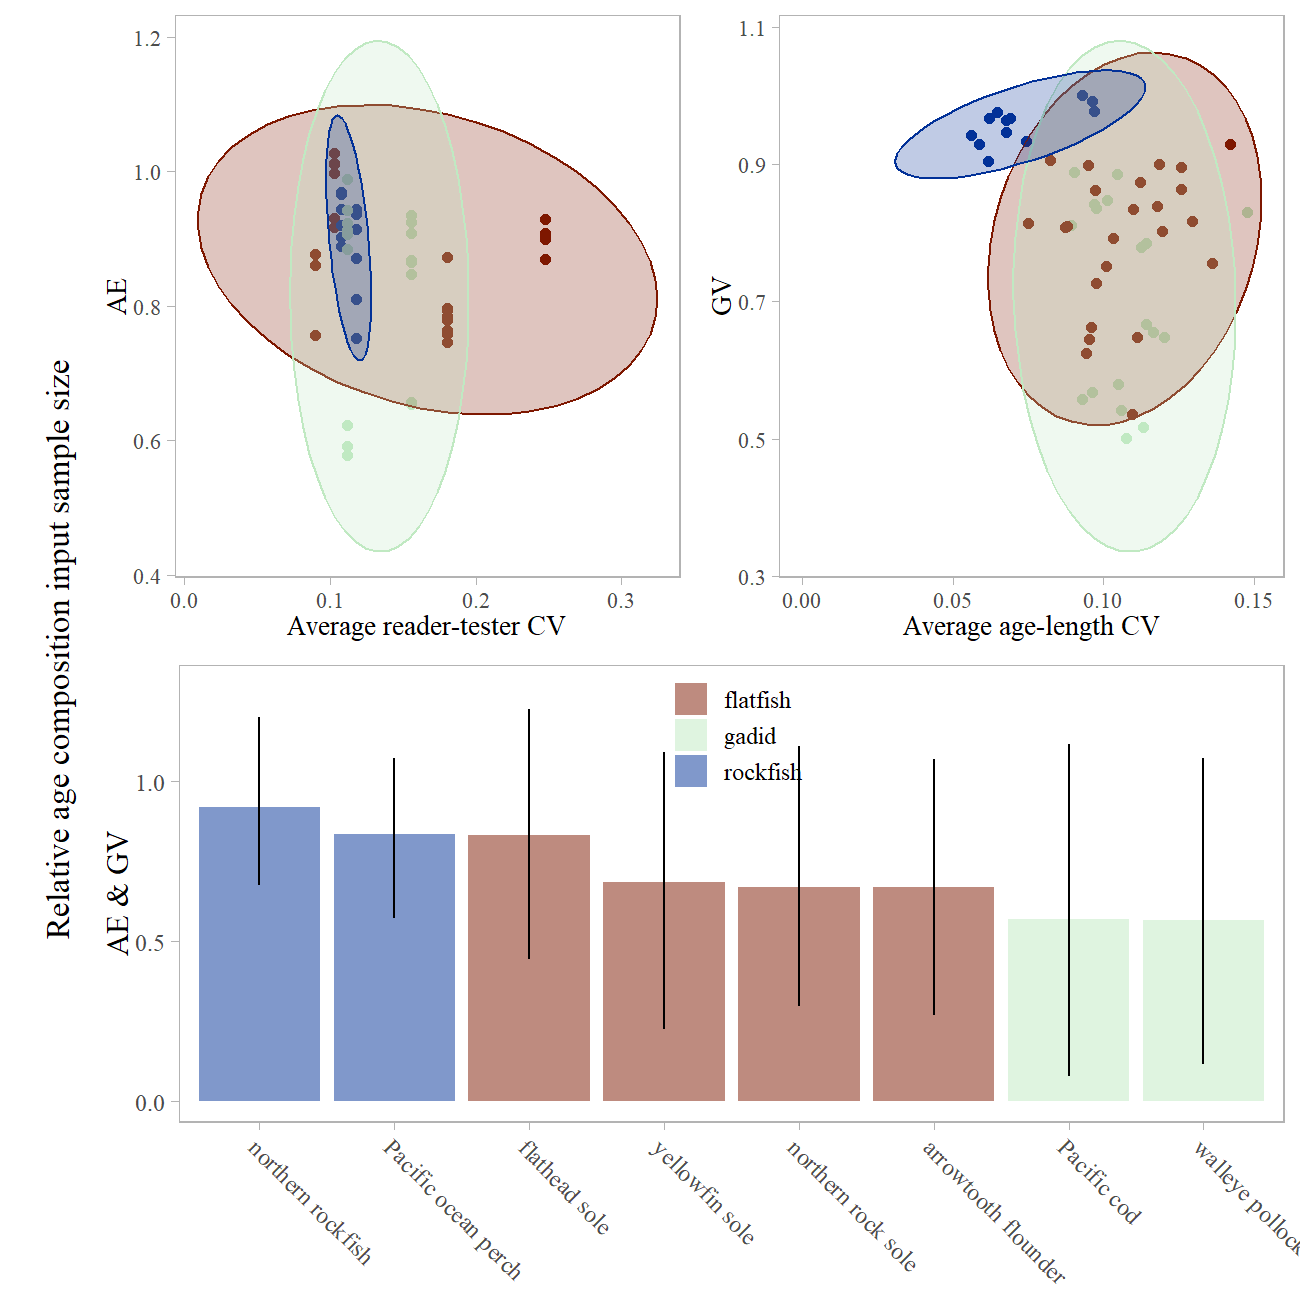 Relative age composition input sample size
AE
1.2
1.0
0.8
0.6
0.4
0.0
0.1
0.2
0.3
Average reader-tester CV
GV
1.1
0.9
0.7
0.5
0.3
0.00
0.05
0.10
0.15
Average age-length CV
AE & GV
1.0
0.5
0.0
flatfish
gadid
rockfish
northern rockfish
Pacific ocean perch
flathead sole
yellowfin sole
northern rock sole
arrowtooth flounder
Pacific cod
walleye pollock